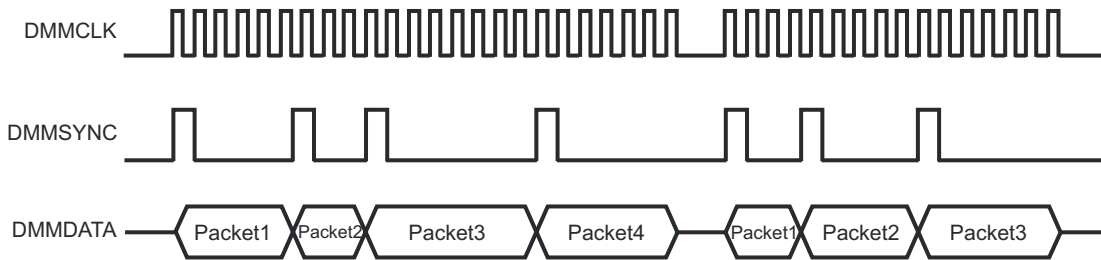 DMMCLK
DMMSYNC
DMMDATA
Packet1 Packet2 Packet3 Packet4 Packet1 Packet2 Packet3